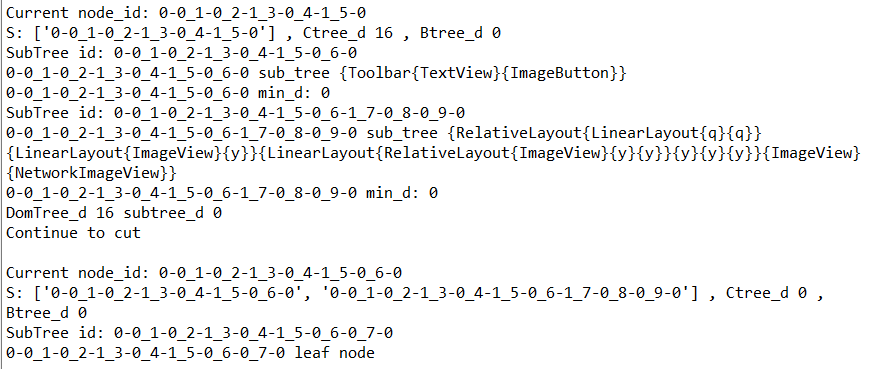 Current node_id: 0-0_1-0_2-1_3-0_4-1_5-0
S: ['0-0_1-0_2-1_3-0_4-1_5-0'] , Ctree_d 16 , Btree_d 0
SubTree id: 0-0_1-0_2-1_3-0_4-1_5-0_6-0
0-0_1-0_2-1_3-0_4-1_5-0_6-0 sub_tree {Toolbar{TextView}{ImageButton}}
0-0_1-0_2-1_3-0_4-1_5-0_6-0 min_d: 0
SubTree id: 0-0_1-0_2-1_3-0_4-1_5-0_6-1_7-0_8-0_9-0
0-0_1-0_2-1_3-0_4-1_5-0_6-1_7-0_8-0_9-0 sub_tree {RelativeLayout{LinearLayout{q}{q}}
{LinearLayout{ImageView}{y}}{LinearLayout{RelativeLayout{ImageView}{y}{y}}{y}{y}{y}}{ImageView}
{NetworkImageView}}
0-0_1-0_2-1_3-0_4-1_5-0_6-1_7-0_8-0_9-0 min_d: 0
DomTree_d 16 subtree_d 0
Continue to cut
Current node_id: 0-0_1-0_2-1_3-0_4-1_5-0_6-0
S: ['0-0_1-0_2-1_3-0_4-1_5-0_6-0', '0-0_1-0_2-1_3-0_4-1_5-0_6-1_7-0_8-0_9-0'] , Ctree_d 0 ,
Btree_d 0
SubTree id: 0-0_1-0_2-1_3-0_4-1_5-0_6-0_7-0
0-0_1-0_2-1_3-0_4-1_5-0_6-0_7-0 leaf node